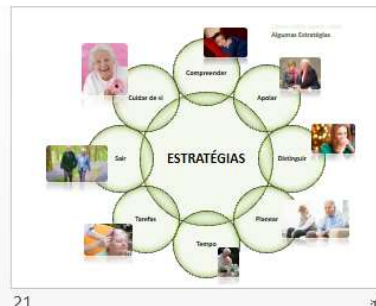 Algumas Estratégias
Compreender
Apoiar
Distinguir
Planear
Tempo
Tarefas
Sair
Cuidar de si
ESTRATÉGIAS
21